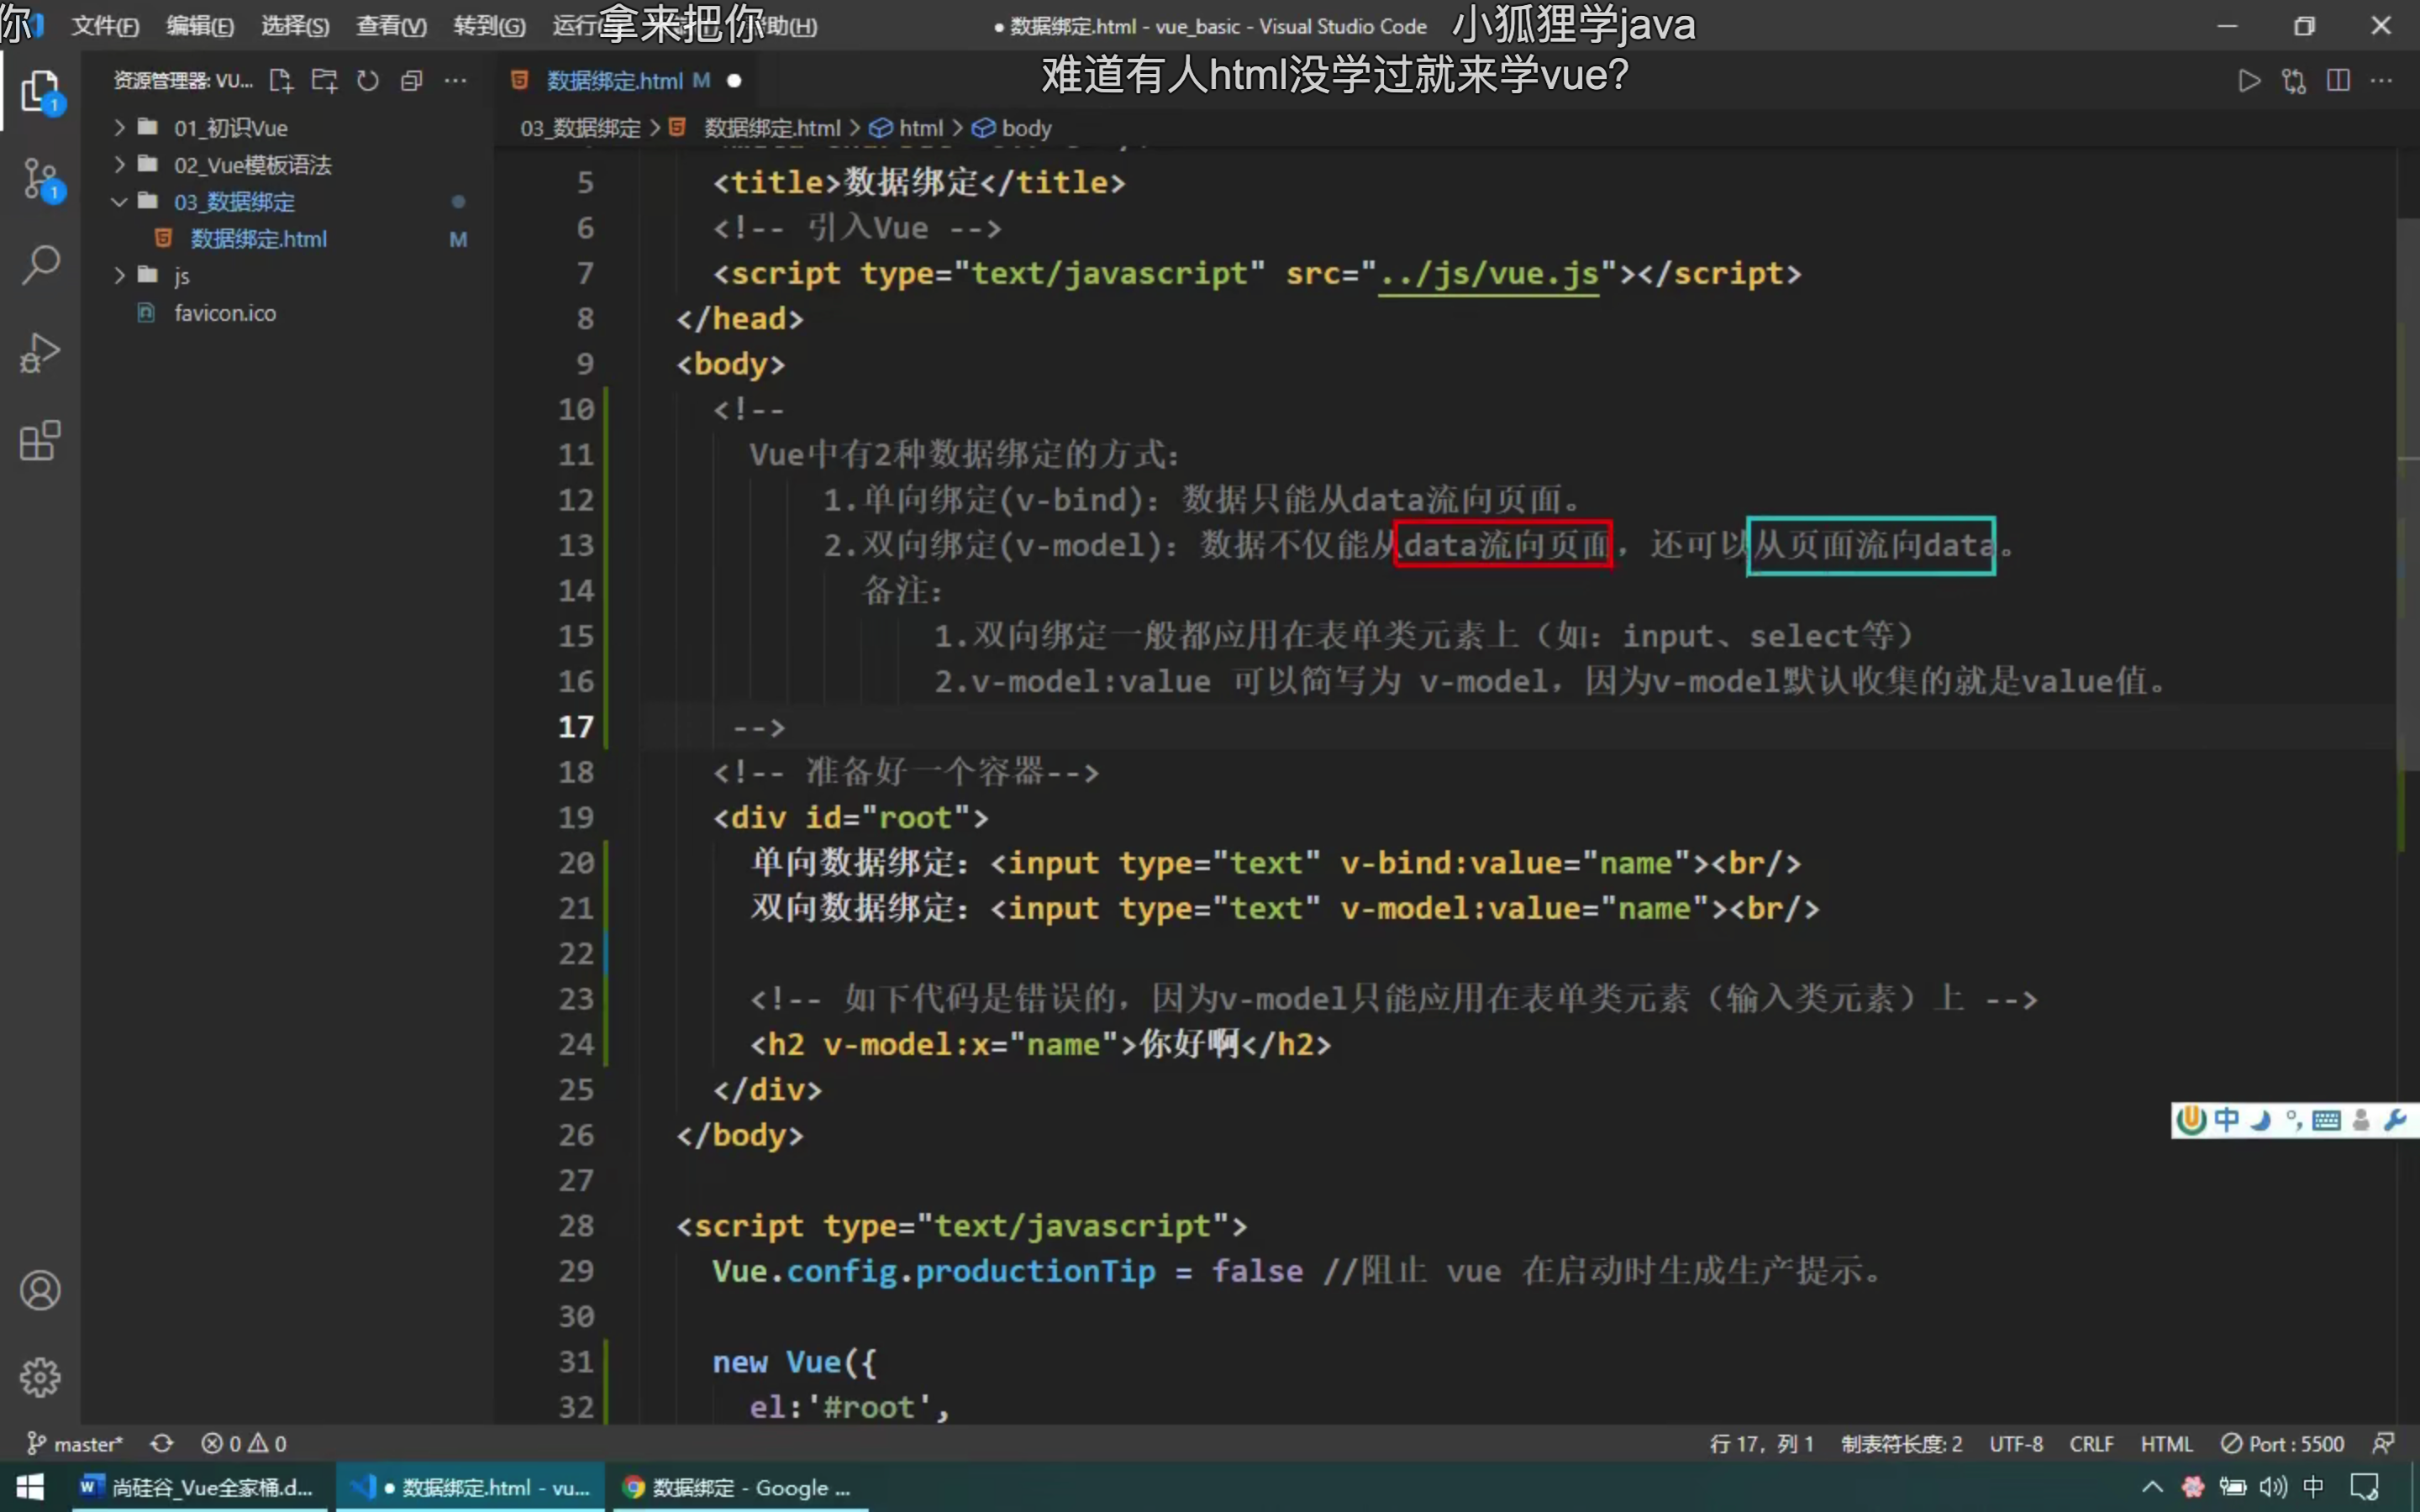 你
文件(F) 编辑(E) 选择(S) 查看(V) 转到(G) 运行 拿来把你 帮助(H)
● 数据绑定.html - vue_basic - Visual Studio Code
小狐狸学java
难道有人html没学过就来学vue?
资源管理器: VU... ...
数据绑定.html M ●
1
1
01_初识Vue
02_Vue模板语法
03_数据绑定
数据绑定.html M
js
favicon.ico
03_数据绑定 > 数据绑定.html > html > body
5 <title>数据绑定</title>
6 <!-- 引入Vue -->
7 <script type="text/javascript" src="../js/vue.js"></script>
8 </head>
9 <body>
10 <!--
11 Vue中有2种数据绑定的方式：
12 1.单向绑定(v-bind)：数据只能从data流向页面。
13 2.双向绑定(v-model)：数据不仅能从data流向页面，还可以从页面流向data。
14 备注：
15 1.双向绑定一般都应用在表单类元素上（如：input、select等）
16 2.v-model:value 可以简写为 v-model，因为v-model默认收集的就是value值。
17 -->
18 <!-- 准备好一个容器-->
19 <div id="root">
20 单向数据绑定：<input type="text" v-bind:value="name"><br/>
21 双向数据绑定：<input type="text" v-model:value="name"><br/>
22
23 <!-- 如下代码是错误的，因为v-model只能应用在表单类元素（输入类元素）上 -->
24 <h2 v-model:x="name">你好啊</h2>
25 </div>
26 </body>
27
28 <script type="text/javascript">
29 Vue.config.productionTip = false //阻止 vue 在启动时生成生产提示。
30
31 new Vue({
32 el:'#root',
中
master* 0 0
行 17，列 1 制表符长度: 2 UTF-8 CRLF HTML Port : 5500
尚硅谷_Vue全家桶.d...
● 数据绑定.html - vu...
数据绑定 - Google ...
中